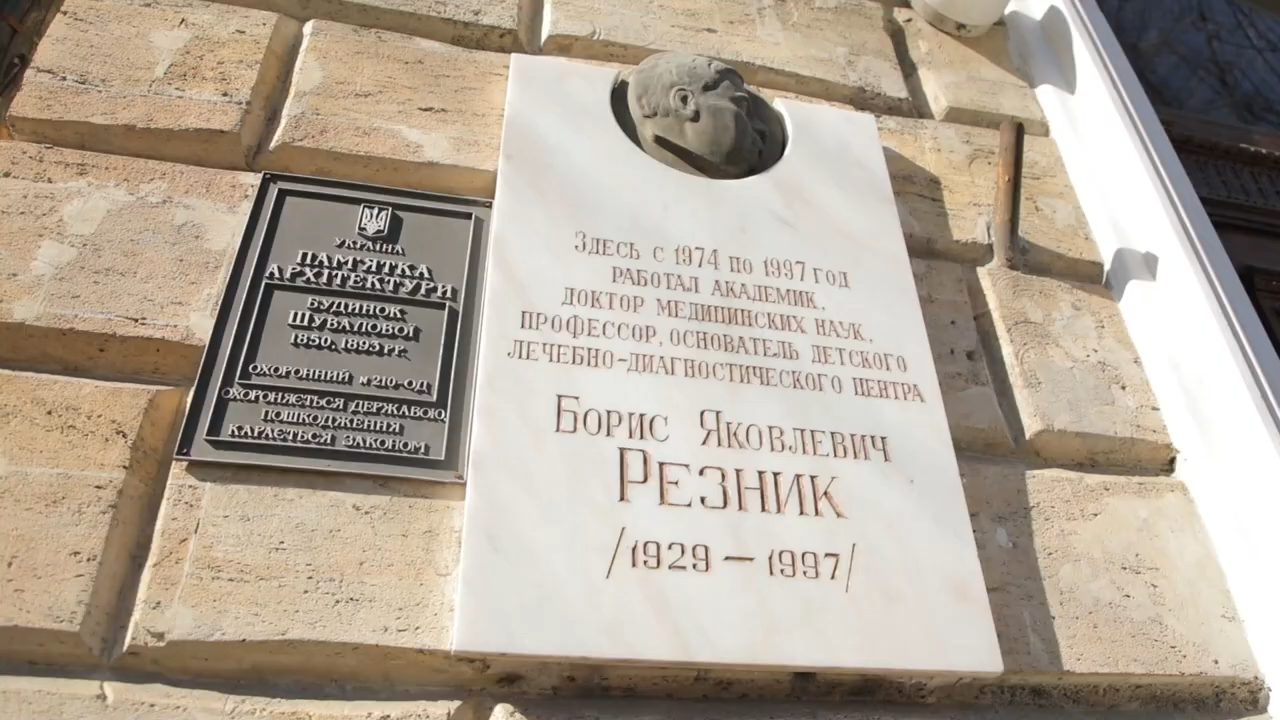 УКРАЇНА
ПАМ'ЯТКА
АРХІТЕКТУРИ
БУДИНОК
ШУВАЛОВОЇ
1850, 1893 РР.
ОХОРОННИЙ № 210-ОД
ОХОРОНЯЄТЬСЯ ДЕРЖАВОЮ,
ПОШКОДЖЕННЯ
КАРАЄТЬСЯ ЗАКОНОМ
ЗДЕСЬ С 1974 ПО 1997 ГОД
РАБОТАЛ АКАДЕМИК,
ДОКТОР МЕДИЦИНСКИХ НАУК,
ПРОФЕССОР, ОСНОВАТЕЛЬ ДЕТСКОГО
ЛЕЧЕБНО-ДИАГНОСТИЧЕСКОГО ЦЕНТРА
БОРИС ЯКОВЛЕВИЧ
РЕЗНИК
/1929 – 1997/